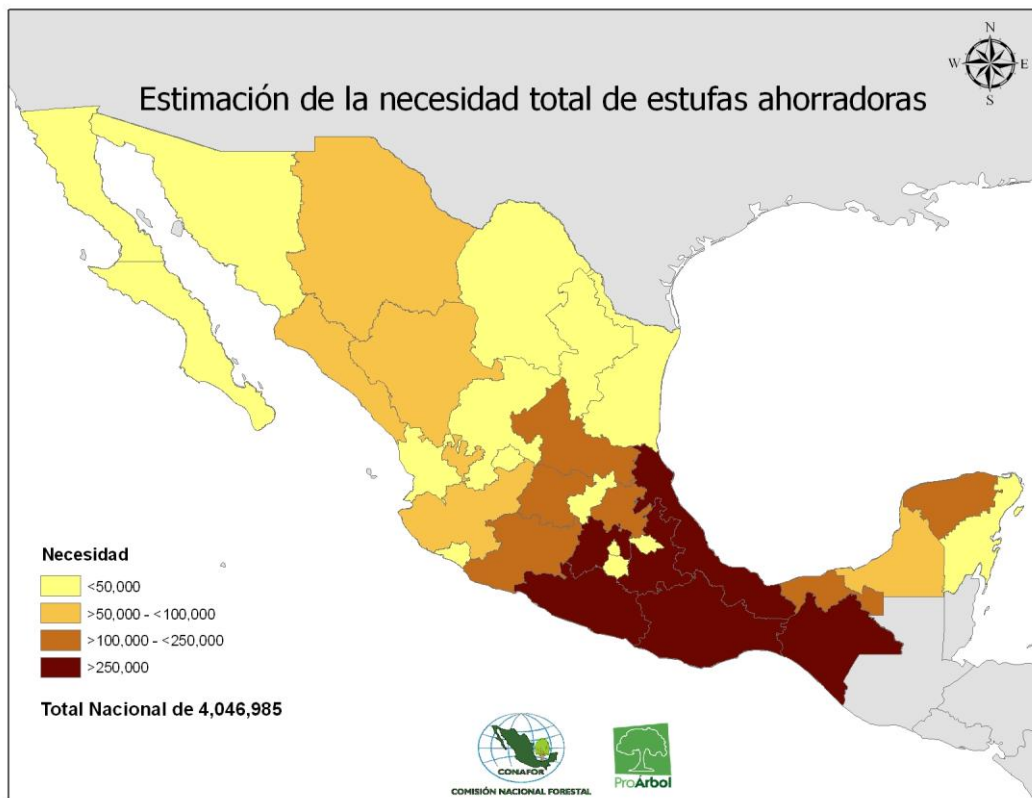 N
W E
S
Estimación de la necesidad total de estufas ahorradoras
Necesidad
<50,000
>50,000 - <100,000
>100,000 - <250,000
>250,000
Total Nacional de 4,046,985
CONAFOR
COMISIÓN NACIONAL FORESTAL
ProÁrbol